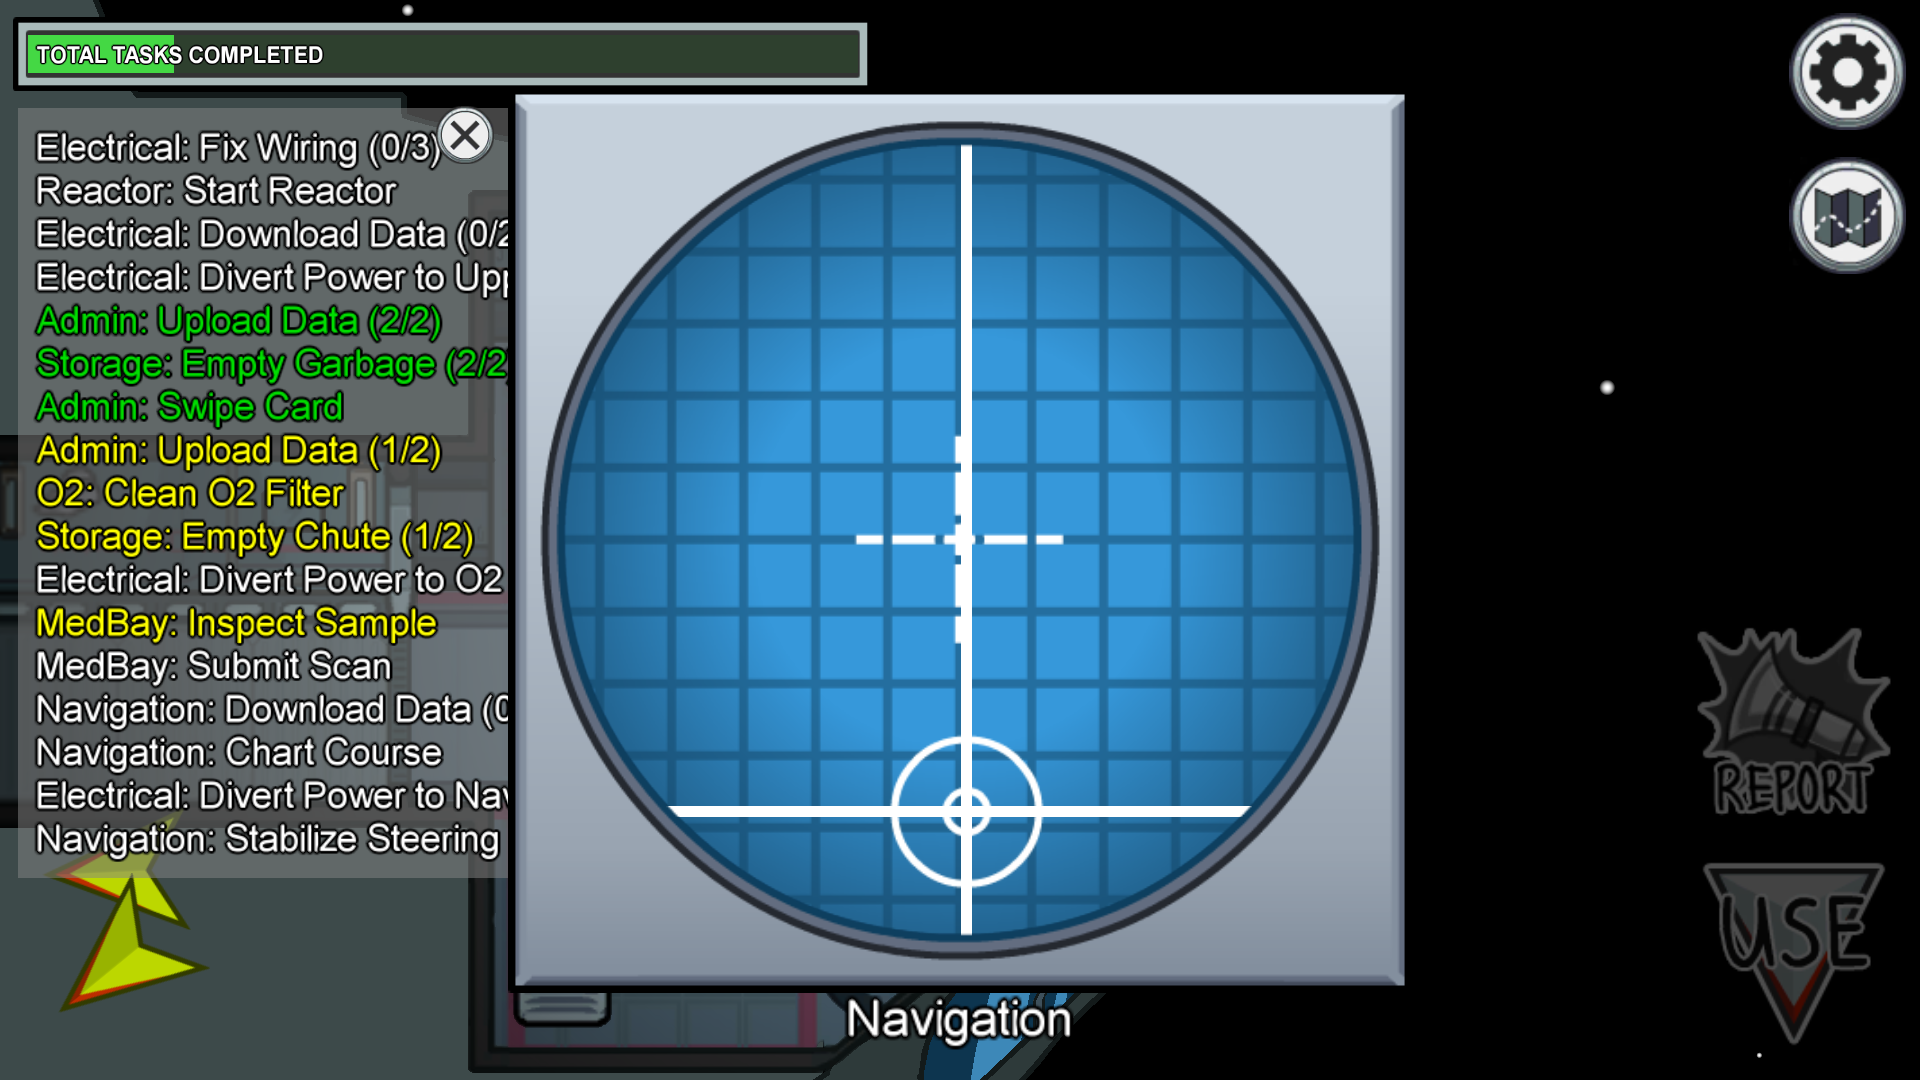 TOTAL TASKS COMPLETED
Electrical: Fix Wiring (0/3)
Reactor: Start Reactor
Electrical: Download Data (0/2
Electrical: Divert Power to Upp
Admin: Upload Data (2/2)
Storage: Empty Garbage (2/2)
Admin: Swipe Card
Admin: Upload Data (1/2)
O2: Clean O2 Filter
Storage: Empty Chute (1/2)
Electrical: Divert Power to O2
MedBay: Inspect Sample
MedBay: Submit Scan
Navigation: Download Data (0
Navigation: Chart Course
Electrical: Divert Power to Nav
Navigation: Stabilize Steering
Navigation
REPORT
USE